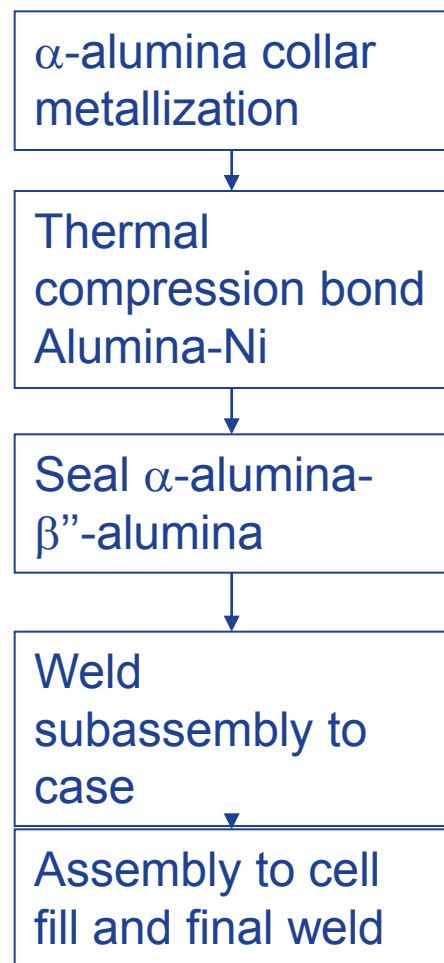 α-alumina collar
metallization
Thermal
compression bond
Alumina-Ni
Seal α-alumina-
β”-alumina
Weld
subassembly to
case
Assembly to cell
fill and final weld